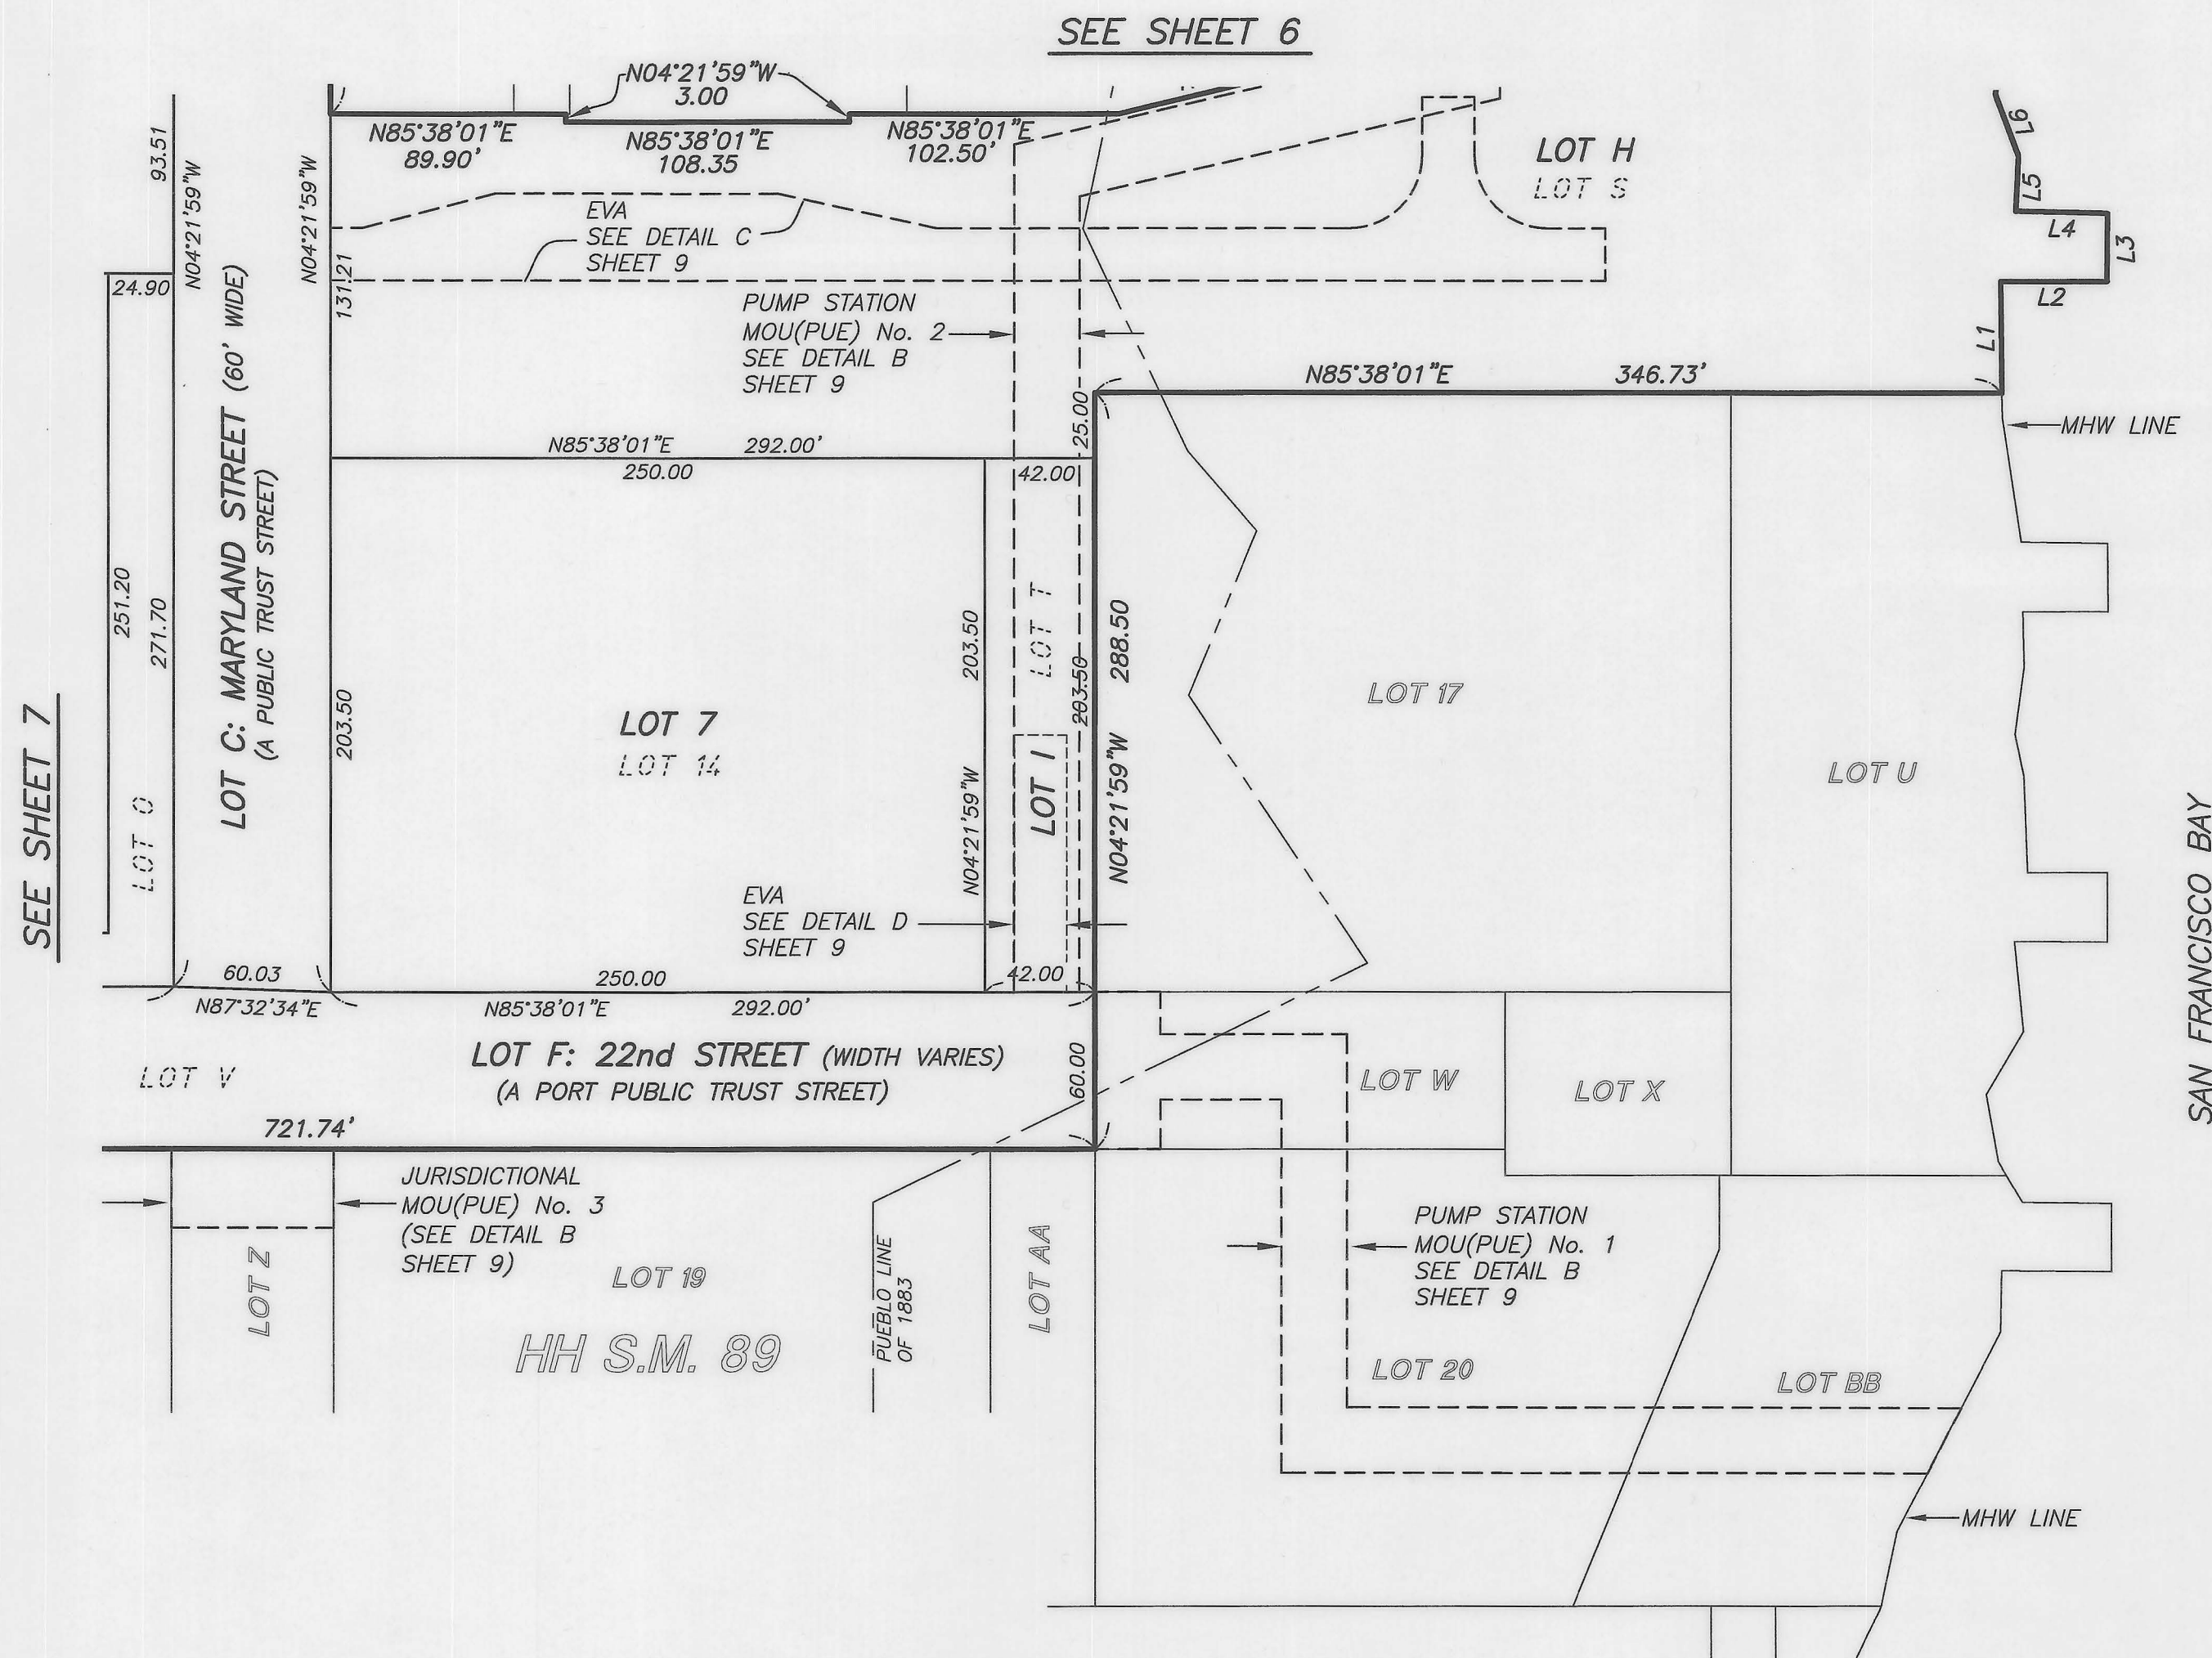 SEE SHEET 6
N04°21'59"W
3.00
N85°38'01"E
89.90'
N85°38'01"E
108.35
N85°38'01"E
102.50'
LOT H
LOT S
93.51
N04°21'59"W
N04°21'59"W
131.21
24.90
EVA
SEE DETAIL C
SHEET 9
L6
L5
L4
L3
L2
L1
PUMP STATION
MOU(PUE) No. 2
SEE DETAIL B
SHEET 9
N85°38'01"E 346.73'
25.00
MHW LINE
N85°38'01"E 292.00'
250.00
42.00
LOT C: MARYLAND STREET (60' WIDE)
(A PUBLIC TRUST STREET)
251.20
271.70
203.50
203.50
LOT T
203.50
288.50
N04°21'59"W
LOT 17
LOT 7
LOT 14
LOT I
N04°21'59"W
LOT U
LOT O
SEE SHEET 7
SAN FRANCISCO BAY
EVA
SEE DETAIL D
SHEET 9
60.03
250.00
42.00
N87°32'34"E
N85°38'01"E 292.00'
LOT F: 22nd STREET (WIDTH VARIES)
(A PORT PUBLIC TRUST STREET)
60.00
LOT V
LOT W
LOT X
721.74'
JURISDICTIONAL
MOU(PUE) No. 3
(SEE DETAIL B
SHEET 9)
PUMP STATION
MOU(PUE) No. 1
SEE DETAIL B
SHEET 9
LOT Z
LOT 19
PUEBLO LINE
OF 1883
LOT AA
HH S.M. 89
LOT 20
LOT BB
MHW LINE